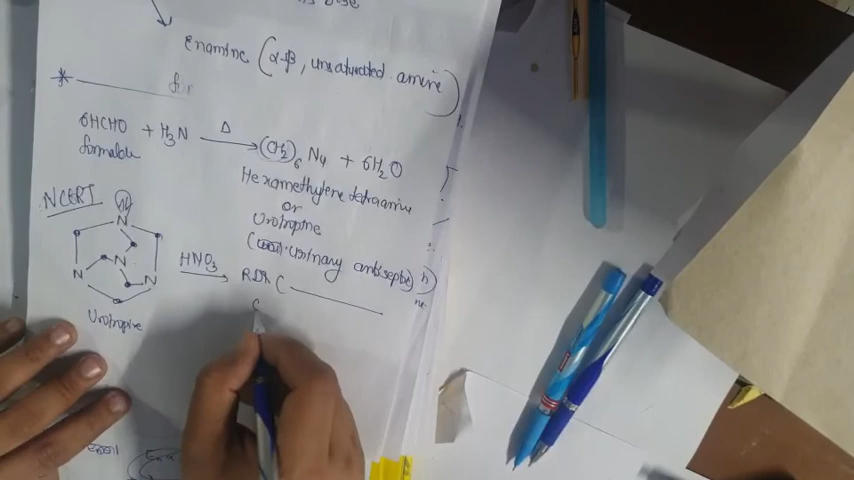 Enamine (α-β, unsaturated amine)
*
6HCHO + H3N Δ (CH2)6 N4 + 6H2O
Hexamethylene tetraamine
or
Urotropine
urinary antiseptic)
NCERT
N
N N N
HNO3
RDX (
Urotropine